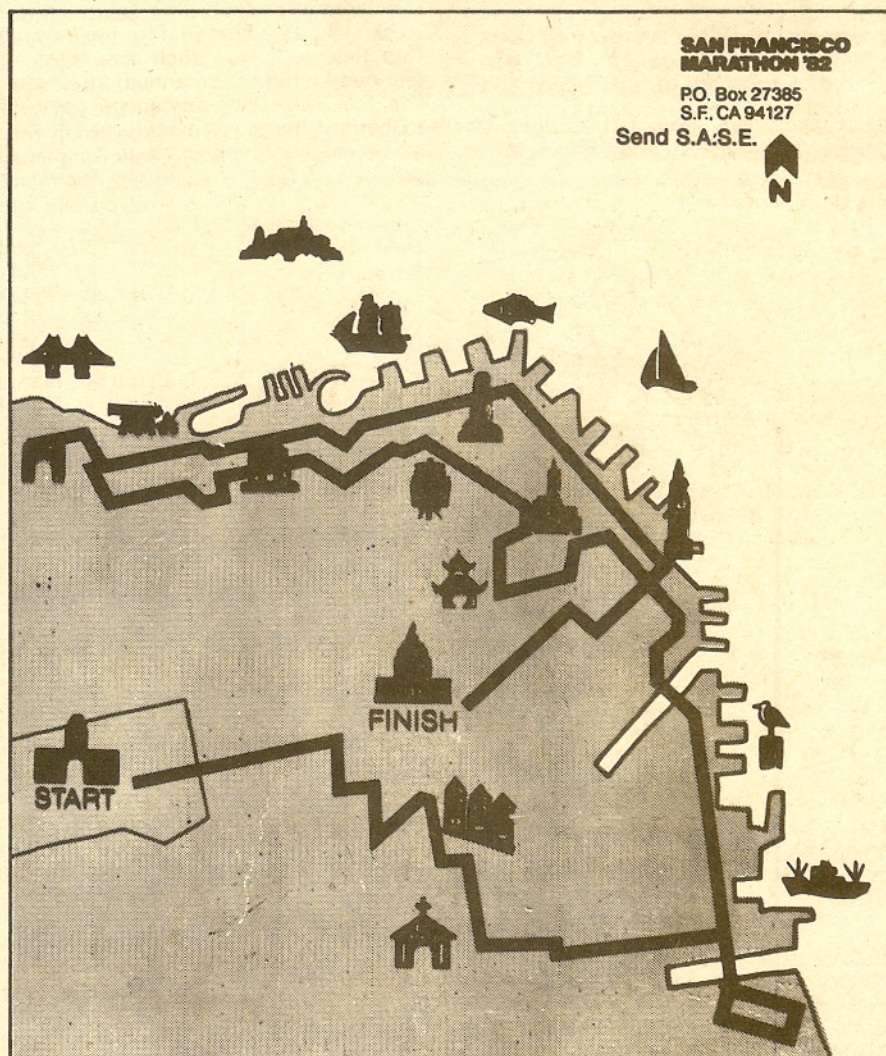 SAN FRANCISCO
MARATHON '82
P.O. Box 27385
S.F., CA 94127
Send S.A.S.E.
N
FINISH
START